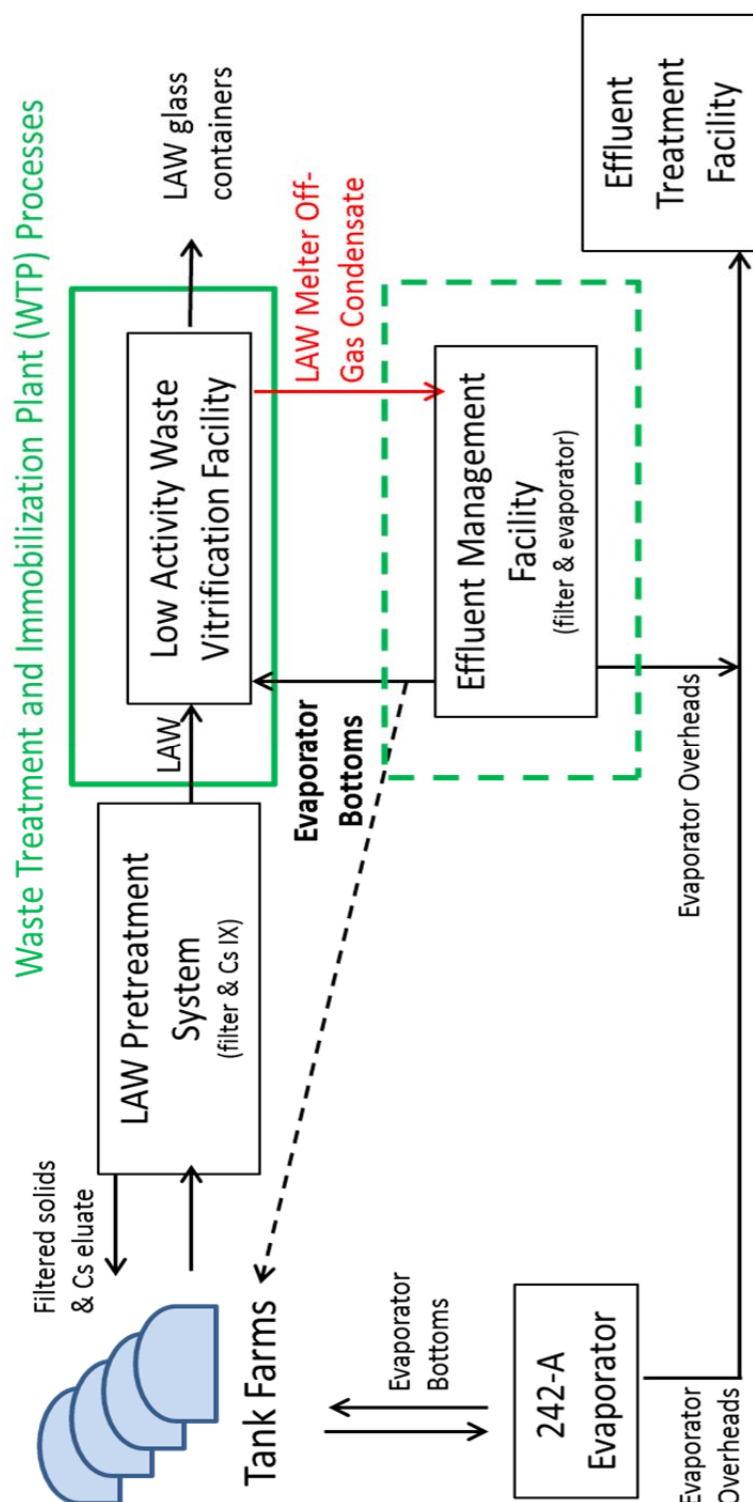 Waste Treatment and Immobilization Plant (WTP) Processes
Filtered solids
& Cs eluate
LAW Pretreatment
System
(filter & Cs IX)
LAW
Low Activity Waste
Vitrification Facility
LAW glass
containers
Tank Farms
Evaporator
Bottoms
LAW Melter Off-
Gas Condensate
Effluent Management
Facility
(filter & evaporator)
Evaporator
Bottoms
242-A
Evaporator
Evaporator
Overheads
Evaporator Overheads
Effluent
Treatment
Facility